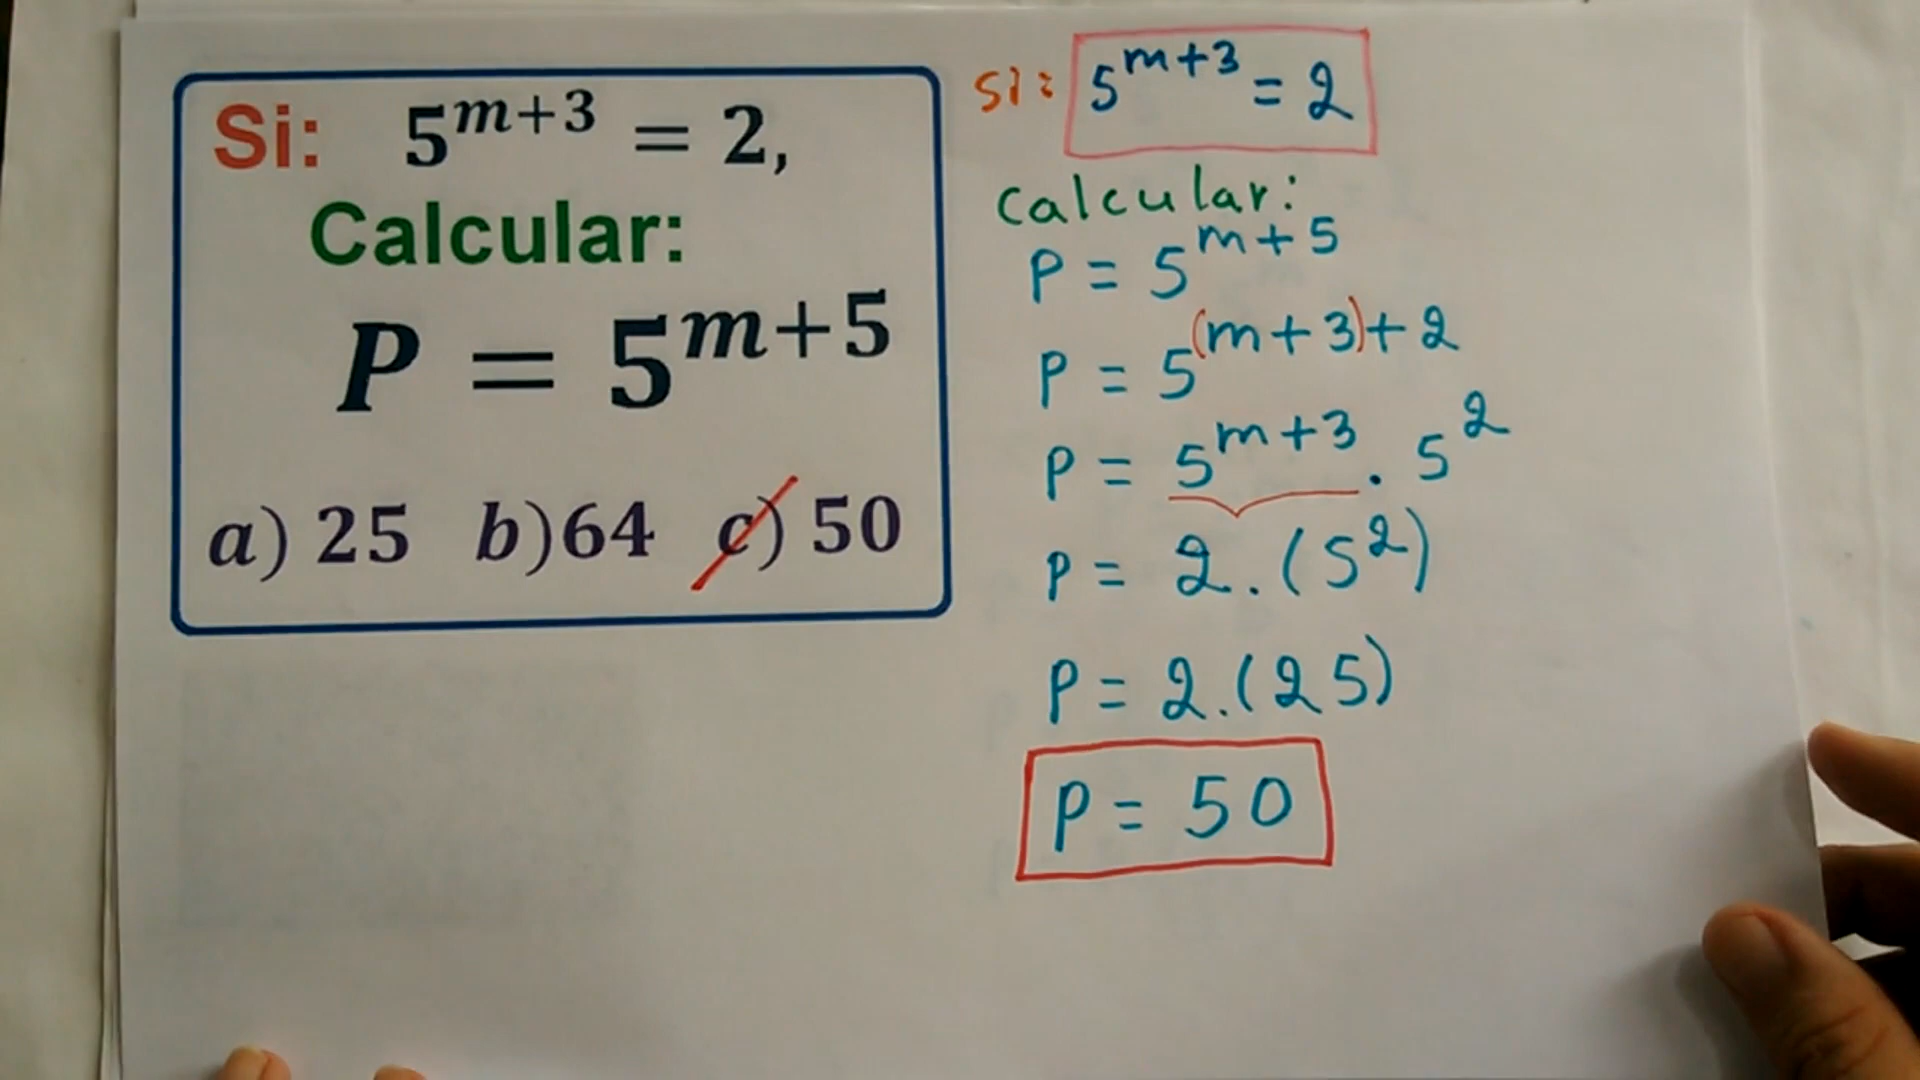 Si: 5^{m+3} = 2,
Calcular:
P = 5^{m+5}
a) 25 b)64 c) 50
Si: 5^{m+3} = 2
Calcular:
P = 5^{m+5}
P = 5^{(m+3)+2}
P = 5^{m+3} . 5^2
P = 2.(5^2)
P = 2.(25)
P = 50